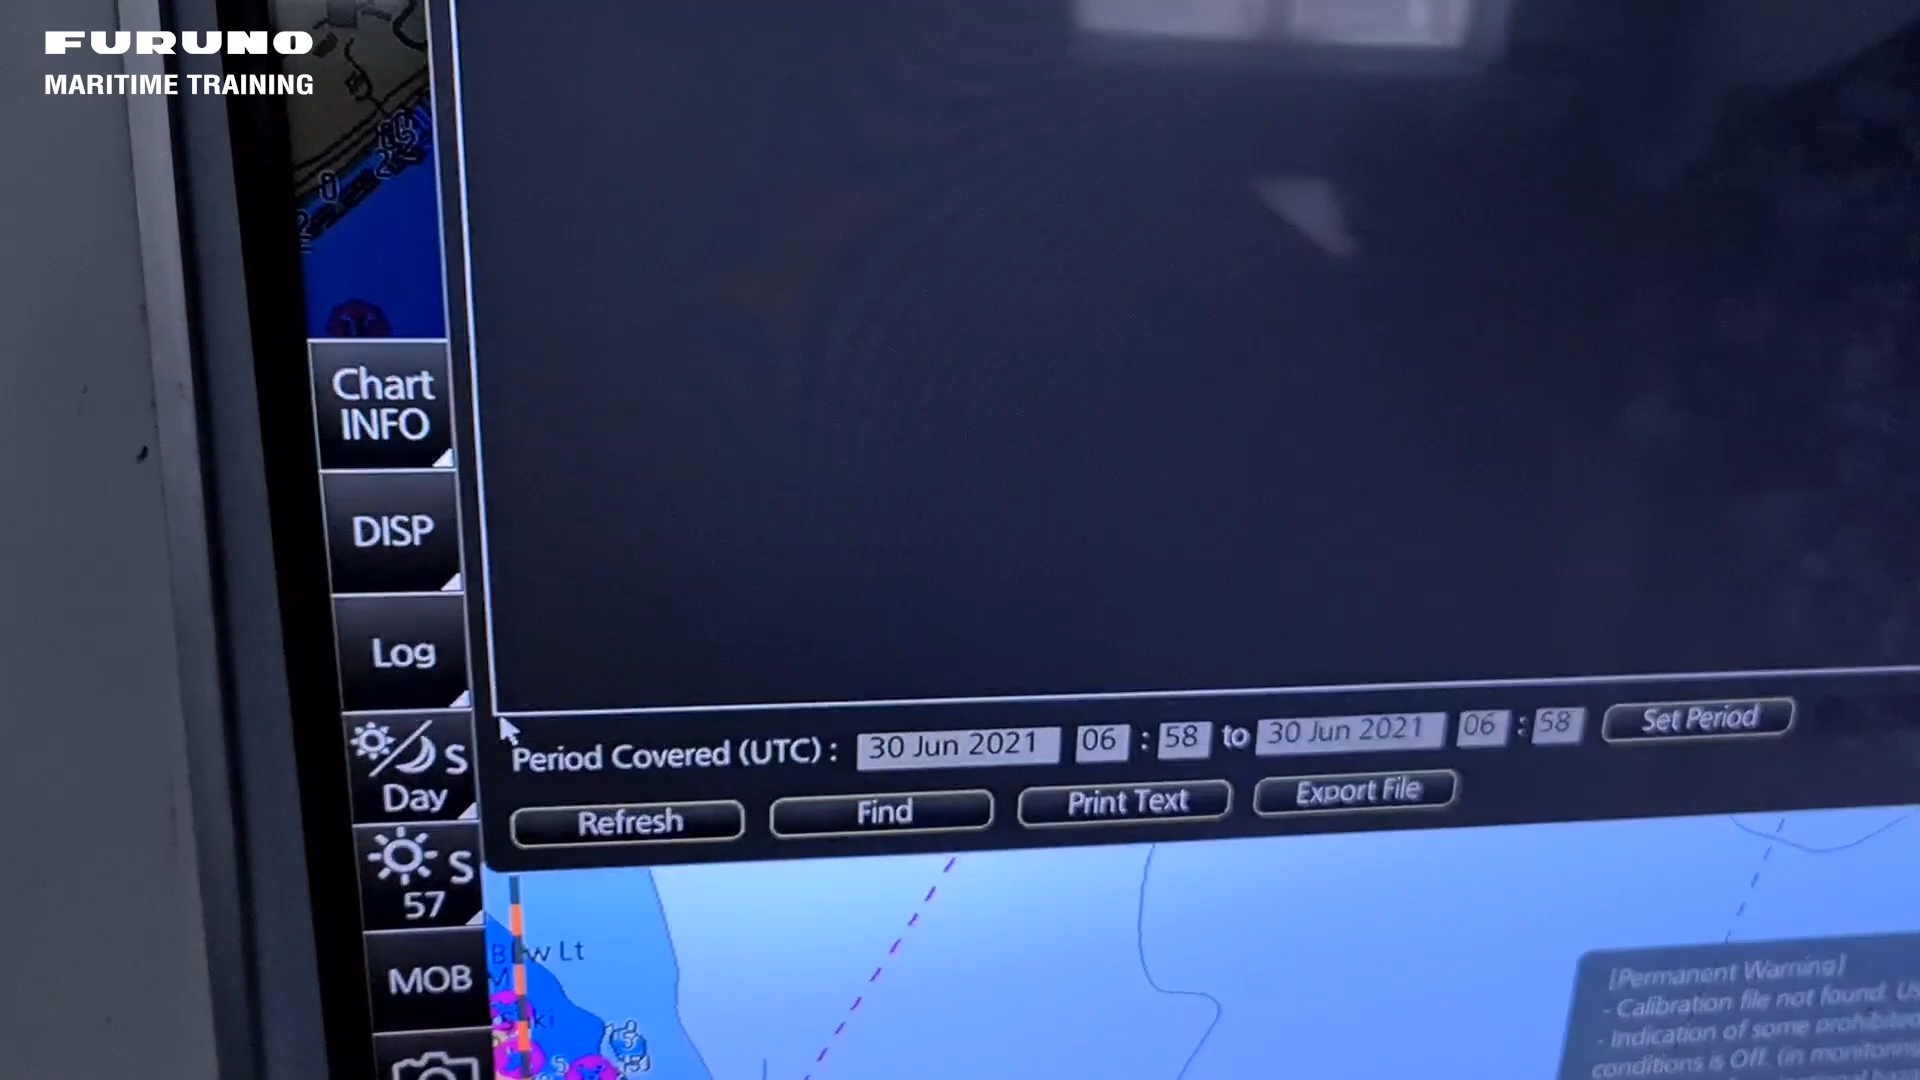 FURUNO
MARITIME TRAINING
Chart
INFO
DISP
Log
S
Day
S
57
MOB
Period Covered (UTC) : 30 Jun 2021 06 : 58 to 30 Jun 2021 06 : 58 Set Period
Refresh Find Print Text Export File
Lt
[Permanent Warning]
- Calibration file not found.
- Indication of some prohibited
conditions is Off. (in monitoring